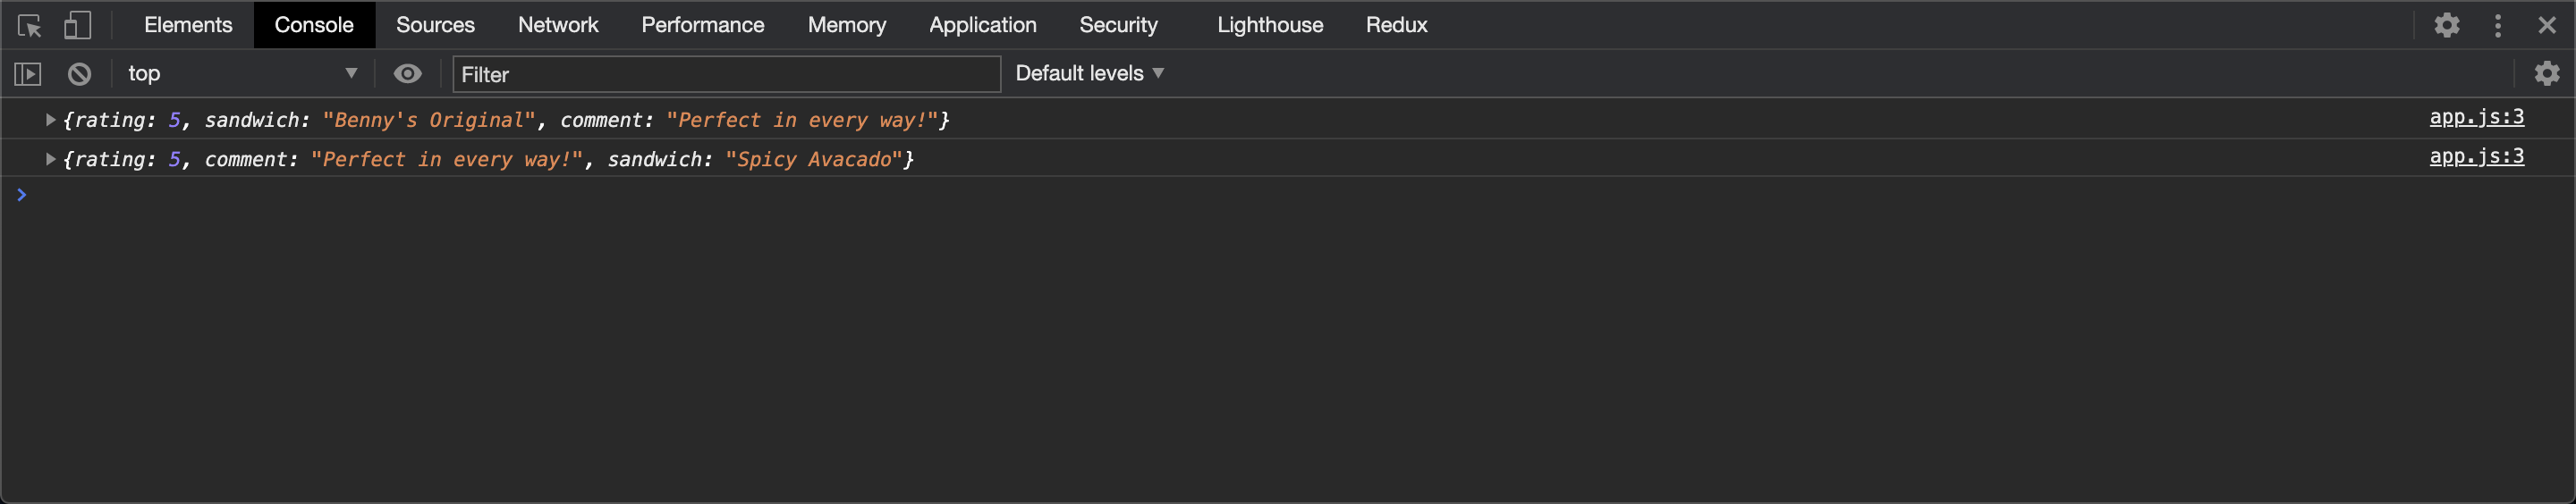 Elements Console Sources Network Performance Memory Application Security Lighthouse Redux
top Filter Default levels
{rating: 5, sandwich: "Benny's Original", comment: "Perfect in every way!"} app.js:3
{rating: 5, comment: "Perfect in every way!", sandwich: "Spicy Avacado"} app.js:3